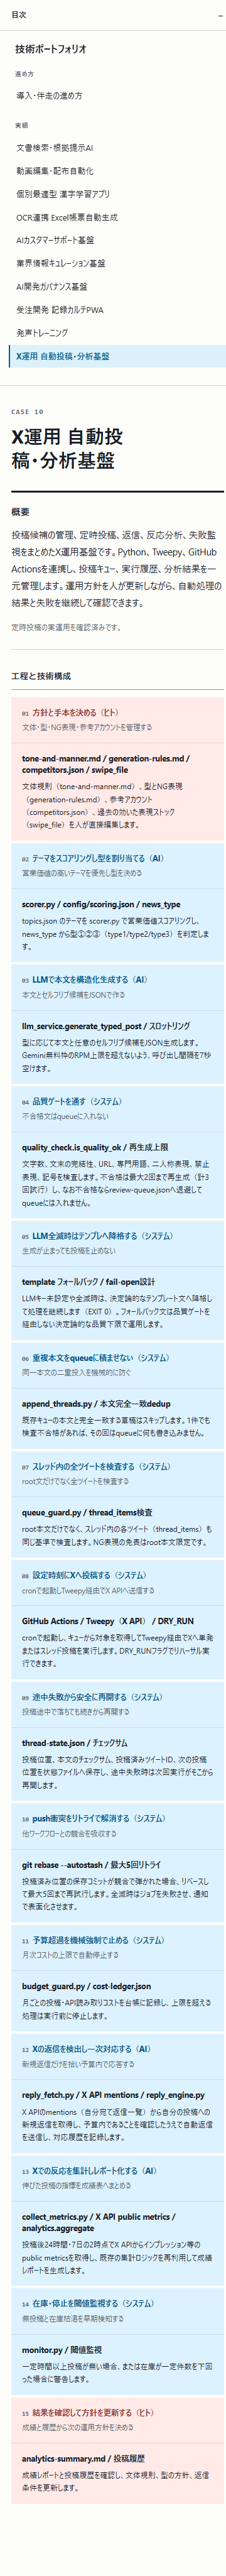 目次
−
技術ポートフォリオ
進め方
導入・伴走の進め方
実績
文書検索・根拠提示AI
動画編集・配布自動化
個別最適型 漢字学習アプリ
OCR連携 Excel帳票自動生成
AIカスタマーサポート基盤
業界情報キュレーション基盤
AI開発ガバナンス基盤
受注開発 記録カルテPWA
発声トレーニング
X運用 自動投稿・分析基盤
CASE 10
X運用 自動投
稿・分析基盤
概要
投稿候補の管理、定時投稿、返信、反応分析、失敗監
視をまとめたX運用基盤です。Python、Tweepy、GitHub
Actionsを連携し、投稿キュー、実行履歴、分析結果を一
元管理します。運用方針を人が更新しながら、自動処理の
結果と失敗を継続して確認できます。
定時投稿の実運用を確認済みです。
工程と技術構成
01 方針と手本を決める（ヒト）
文体・型・NG表現・参考アカウントを管理する
tone-and-manner.md / generation-rules.md /
competitors.json / swipe_file
文体規則（tone-and-manner.md）、型とNG表現
（generation-rules.md）、参考アカウント
（competitors.json）、過去の効いた表現ストック
（swipe_file）を人が直接編集します。
02 テーマをスコアリングし型を割り当てる（AI）
営業価値の高いテーマを優先し型を決める
scorer.py / config/scoring.json / news_type
topics.json のテーマを scorer.py で営業価値スコアリングし、
news_type から型①②③（type1/type2/type3）を判定しま
す。
03 LLMで本文を構造化生成する（AI）
本文とセルフリプ候補をJSONで作る
llm_service.generate_typed_post / スロットリング
型に応じて本文と任意のセルフリプ候補をJSON生成します。
Gemini無料枠のRPM上限を超えないよう、呼び出し間隔を7秒
空けます。
04 品質ゲートを通す（システム）
不合格文はqueueに入れない
quality_check.is_quality_ok / 再生成上限
文字数、文末の完結性、URL、専門用語、二人称表現、禁止
表現、記号を検査します。不合格は最大2回まで再生成（計3
回試行）し、なお不合格ならreview-queue.jsonへ退避して
queueには入れません。
05 LLM全滅時はテンプレへ降格する（システム）
生成が止まっても投稿を止めない
template フォールバック / fail-open設計
LLMキー未設定や全滅時は、決定論的なテンプレート文へ降格し
て処理を継続します（EXIT 0）。フォールバック文は品質ゲートを
経由しない決定論的な品質下限で運用します。
06 重複本文をqueueに積ませない（システム）
同一本文の二重投入を機械的に防ぐ
append_threads.py / 本文完全一致dedup
既存キューの本文と完全一致する草稿はスキップします。1件でも
検査不合格があれば、その回はqueueに何も書き込みません。
07 スレッド内の全ツイートを検査する（システム）
root文だけでなく全ツイートを検査する
queue_guard.py / thread_items検査
root本文だけでなく、スレッド内の各ツイート（thread_items）も
同じ基準で検査します。NG表現の免責はroot本文限定です。
08 設定時刻にXへ投稿する（システム）
cronで起動しTweepy経由でX APIへ送信する
GitHub Actions / Tweepy（X API） / DRY_RUN
cronで起動し、キューから対象を取得してTweepy経由でXへ単発
またはスレッド投稿を実行します。DRY_RUNフラグでリハーサル実
行できます。
09 途中失敗から安全に再開する（システム）
投稿途中で落ちても続きから再開する
thread-state.json / チェックサム
投稿位置、本文のチェックサム、投稿済みツイートID、次の投稿
位置を状態ファイルへ保存し、途中失敗時は次回実行がそこから
再開します。
10 push衝突をリトライで解消する（システム）
他ワークフローとの競合を吸収する
git rebase --autostash / 最大5回リトライ
投稿済み位置の保存コミットが競合で弾かれた場合、リベースし
て最大5回まで再試行します。全滅時はジョブを失敗させ、通知
で表面化させます。
11 予算超過を機械強制で止める（システム）
月次コストの上限で自動停止する
budget_guard.py / cost-ledger.json
月ごとの投稿・API読み取りコストを台帳に記録し、上限を超える
処理は実行前に停止します。
12 Xの返信を検出し一次対応する（AI）
新規返信だけを拾い予算内で応答する
reply_fetch.py / X API mentions / reply_engine.py
X APIのmentions（自分宛て返信一覧）から自分の投稿への
新規返信を取得し、予算内であることを確認したうえで自動返信
を送信し、対応履歴を記録します。
13 Xでの反応を集計しレポート化する（AI）
伸びた投稿の指標を成績表へまとめる
collect_metrics.py / X API public metrics /
analytics.aggregate
投稿後24時間・7日の2時点でX APIからインプレッション等の
public metricsを取得し、既存の集計ロジックを再利用して成績
レポートを生成します。
14 在庫・停止を閾値監視する（システム）
無投稿と在庫枯渇を早期検知する
monitor.py / 閾値監視
一定時間以上投稿が無い場合、または在庫が一定件数を下回
った場合に警告します。
15 結果を確認して方針を更新する（ヒト）
成績と履歴から次の運用方針を決める
analytics-summary.md / 投稿履歴
成績レポートと投稿履歴を確認し、文体規則、型の方針、返信
条件を更新します。